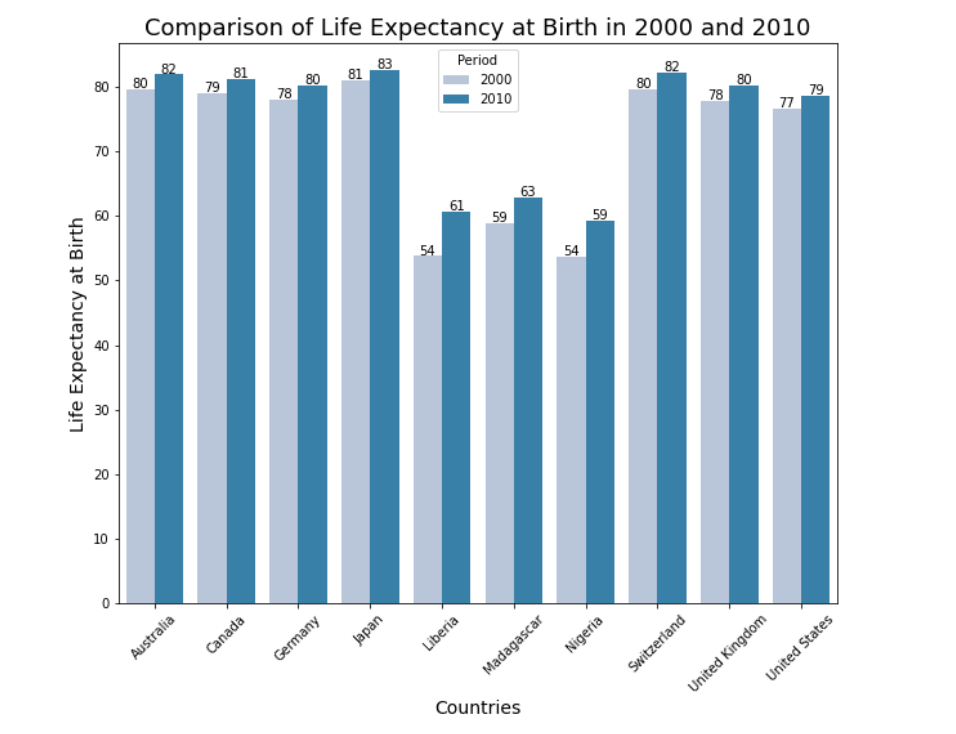 Comparison of Life Expectancy at Birth in 2000 and 2010
Period
2000
2010
Life Expectancy at Birth
80
70
60
50
40
30
20
10
0
80 82
79 81
78 80
81 83
54 61
59 63
54 59
80 82
78 80
77 79
Australia
Canada
Germany
Japan
Liberia
Madagascar
Nigeria
Switzerland
United Kingdom
United States
Countries